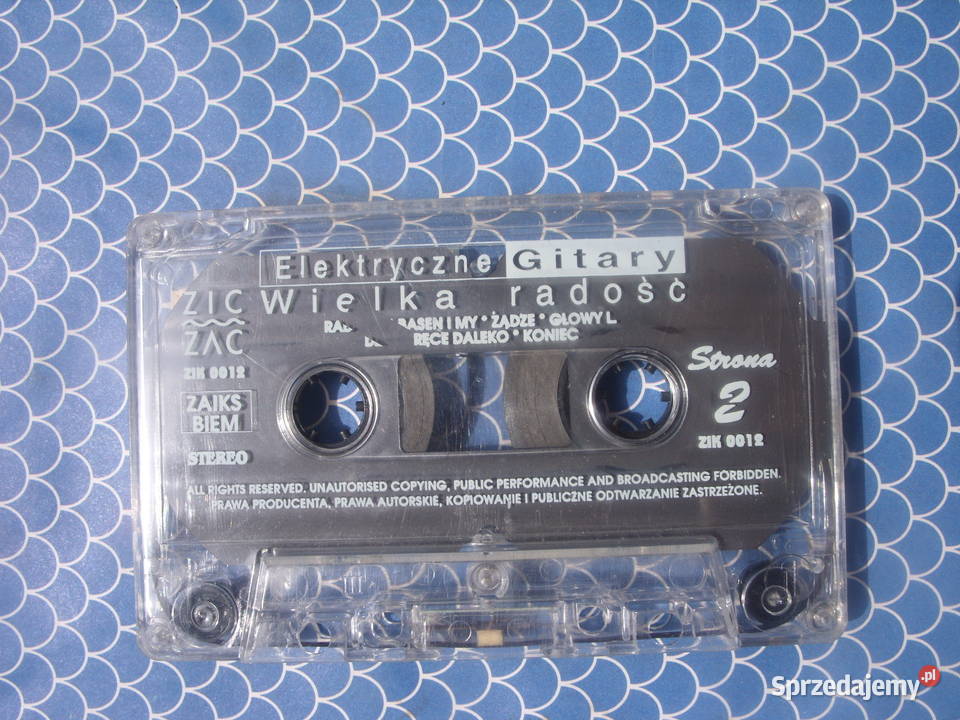 Elektryczne Gitary
Wielka radość
ZIC
ZAC
BASEN I MY * ŻĄDZE * GŁOWY L
RĘCE DALEKO * KONIEC
ZIK 0012
ZAIKS
BIEM
STEREO
Strona
2
ZIK 0012
ALL RIGHTS RESERVED. UNAUTORISED COPYING, PUBLIC PERFORMANCE AND BROADCASTING FORBIDDEN.
PRAWA PRODUCENTA, PRAWA AUTORSKIE, KOPIOWANIE I PUBLICZNE ODTWARZANIE ZASTRZEŻONE.
Sprzedajemy.pl